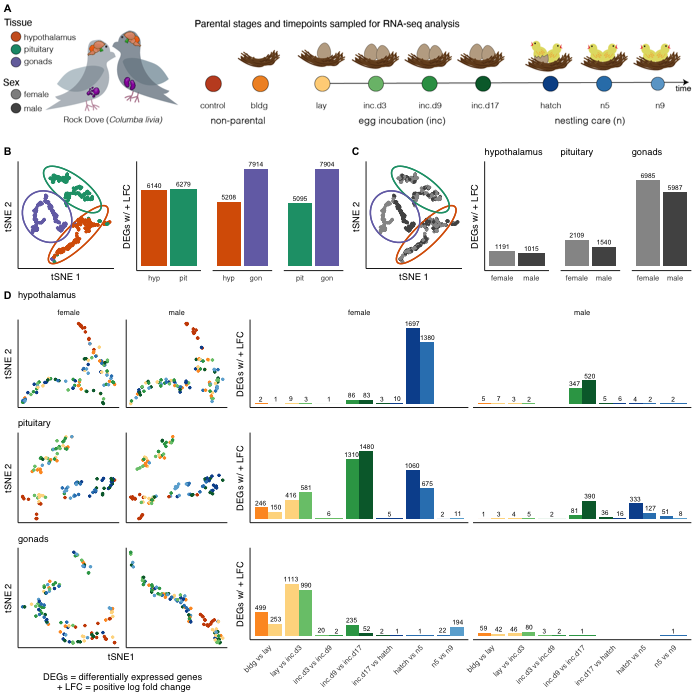 A
Tissue
hypothalamus
pituitary
gonads
Sex
female
male
Rock Dove (Columba livia)
Parental stages and timepoints sampled for RNA-seq analysis
time
control bldg lay inc.d3 inc.d9 inc.d17 hatch n5 n9
non-parental egg incubation (inc) nestling care (n)
B
tSNE 2
tSNE 1
DEGs w/ + LFC
6140 6279 5208 7914 5095 7904
hyp pit hyp gon pit gon
C
tSNE 2
tSNE 1
DEGs w/ + LFC
hypothalamus pituitary gonads
1191 1015 2109 1540 6985 5987
female male female male female male
D
hypothalamus
female male female male
tSNE 2
DEGs w/ + LFC
2 1 9 3 1 86 83 3 10 1697 1380
5 7 3 2 347 520 5 6 4 2 2
pituitary
tSNE 2
DEGs w/ + LFC
246 150 416 581 6 1310 1480 5 1060 675 2 11
1 3 4 5 2 81 390 36 16 333 127 51 8
gonads
tSNE 2
tSNE1
DEGs w/ + LFC
499 253 1113 990 20 2 235 52 2 1 1 22 194
59 42 46 80 3 2 1 1
bldg vs lay lay vs inc.d3 inc.d3 vs inc.d9 inc.d9 vs inc.d17 inc.d17 vs hatch hatch vs n5 n5 vs n9
bldg vs lay lay vs inc.d3 inc.d3 vs inc.d9 inc.d9 vs inc.d17 inc.d17 vs hatch hatch vs n5 n5 vs n9
DEGs = differentially expressed genes
+ LFC = positive log fold change